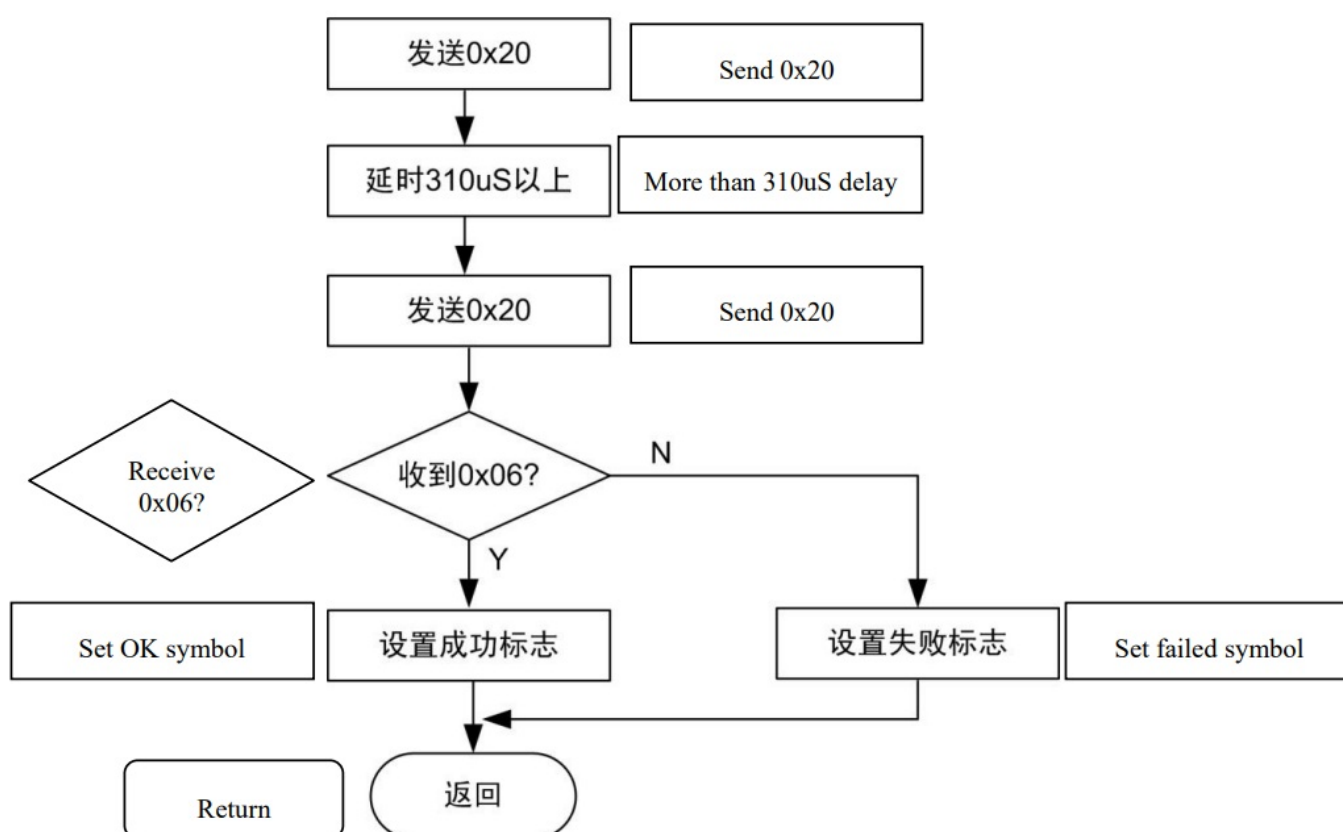 发送0x20
Send 0x20
延时310uS以上
More than 310uS delay
发送0x20
Send 0x20
Receive
0x06?
收到0x06?
N
Y
Set OK symbol
设置成功标志
设置失败标志
Set failed symbol
Return
返回